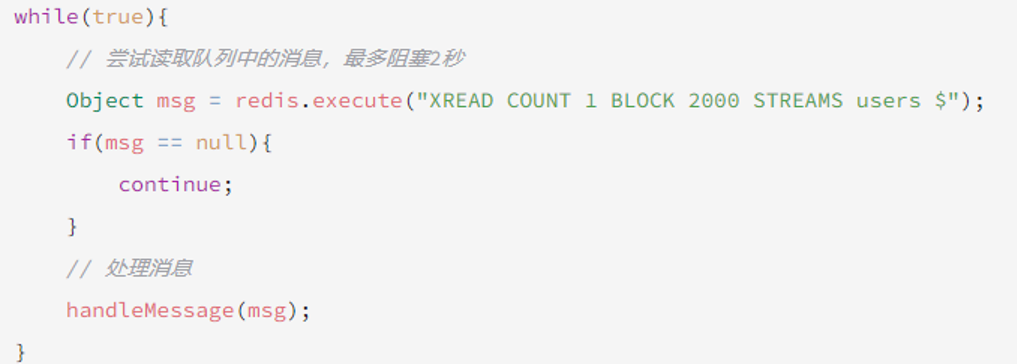 while(true){
    // 尝试读取队列中的消息，最多阻塞2秒
    Object msg = redis.execute("XREAD COUNT 1 BLOCK 2000 STREAMS users $");
    if(msg == null){
        continue;
    }
    // 处理消息
    handleMessage(msg);
}